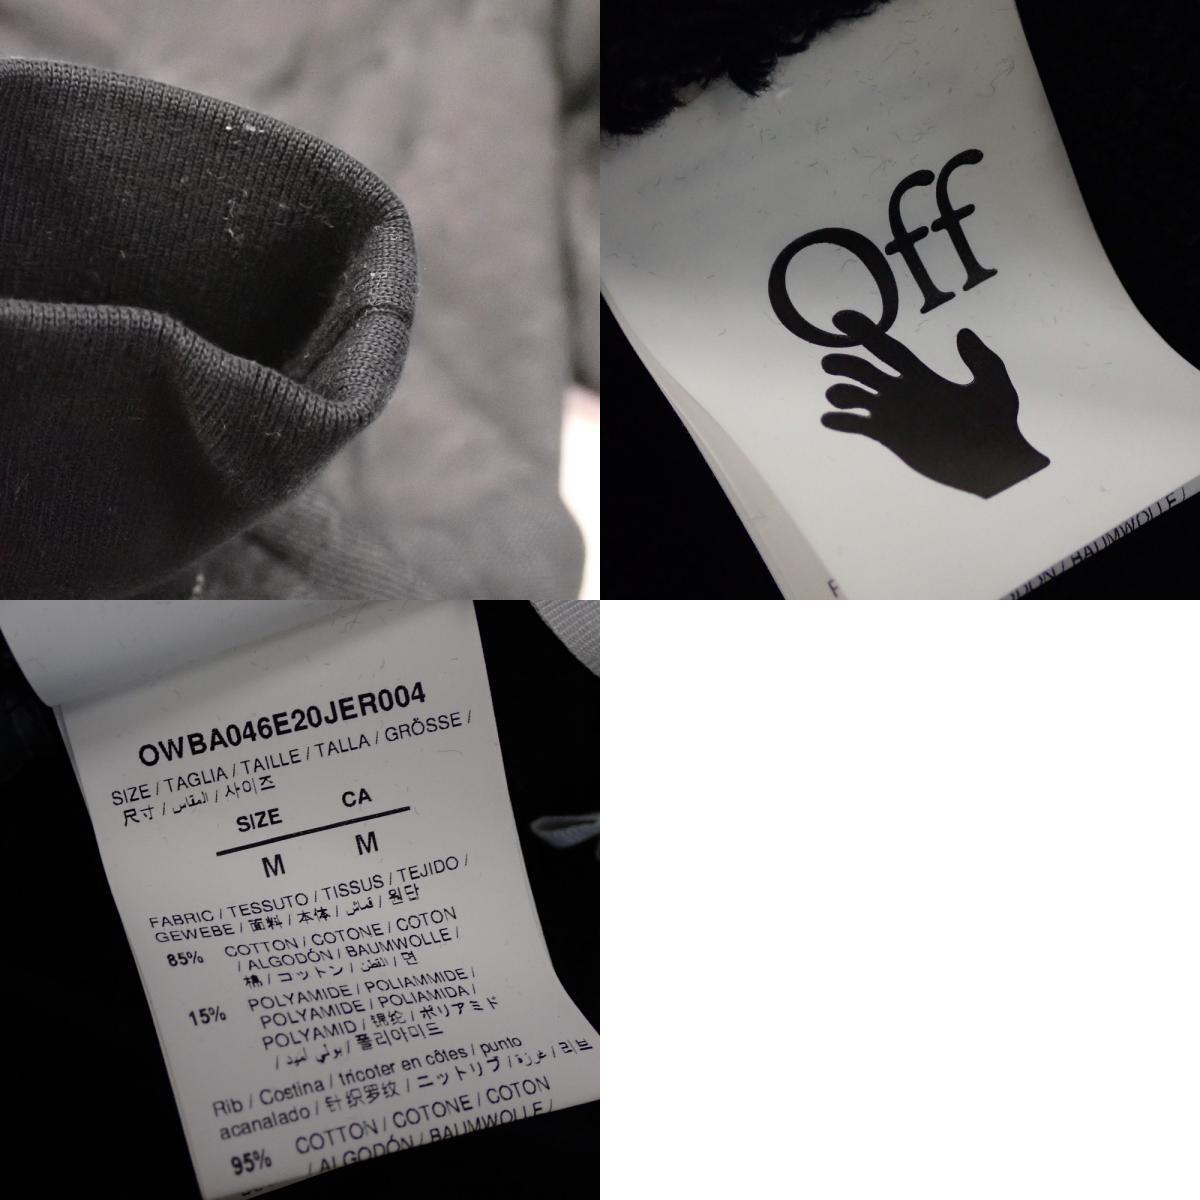 Off
COTTON / BAUMWOLLE /
OWBA046E20JER004
SIZE / TAGLIA / TAILLE / TALLA / GRÖSSE /
尺寸 / المقاس / 사이즈
SIZE CA
M M
FABRIC / TESSUTO / TISSUS / TEJIDO /
GEWEBE / 面料 / 本体 / قماش / 원단
85% COTTON / COTONE / COTON
/ ALGODÓN / BAUMWOLLE /
棉 / コットン / القطن / 면
15% POLYAMIDE / POLIAMMIDE /
POLYAMIDE / POLIAMIDA /
POLYAMID / 锦纶 / ポリアミド
/ بولي أميد / 폴리아미드
Rib / Costina / tricoter en côtes / punto
acanalado / 针织罗纹 / ニットリブ / غرزة / 리브
95% COTTON / COTONE / COTON
/ ALGODÓN / BAUMWOLLE /